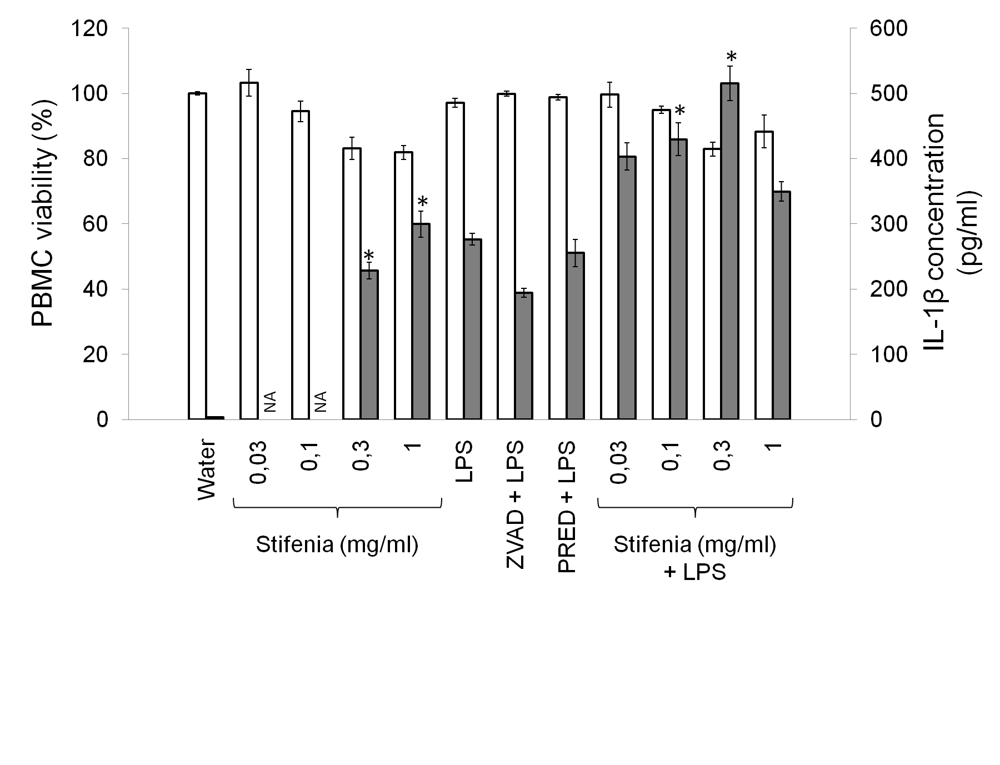 120
100
80
60
40
20
0
PBMC viability (%)
600
500
400
300
200
100
0
IL-1β concentration
(pg/ml)
NA
NA
*
*
*
*
Water
0,03
0,1
0,3
1
LPS
ZVAD + LPS
PRED + LPS
0,03
0,1
0,3
1
Stifenia (mg/ml)
Stifenia (mg/ml)
+ LPS